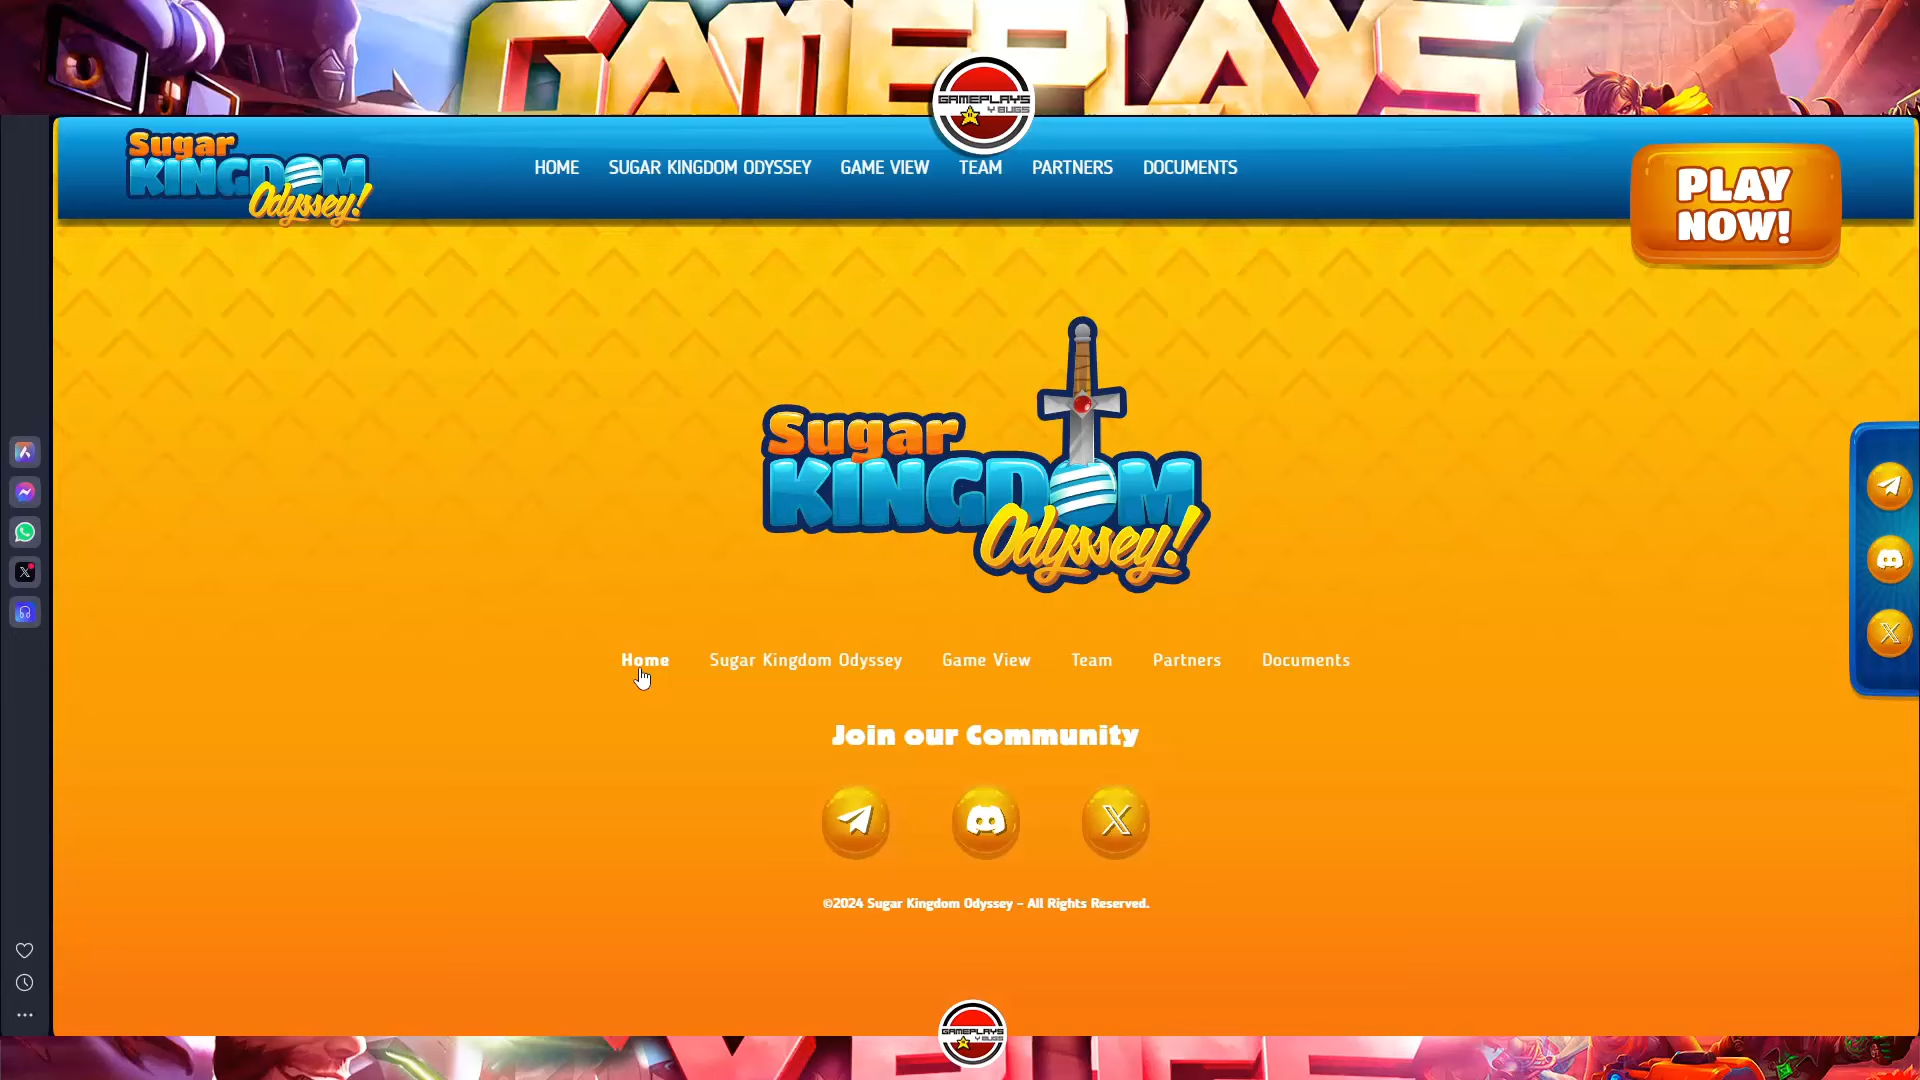 GAMEPLAYS
GAMEPLAYS
Y BUGS
Sugar
KINGDOM
Odyssey!
HOME SUGAR KINGDOM ODYSSEY GAME VIEW TEAM PARTNERS DOCUMENTS
PLAY
NOW!
Sugar
KINGDOM
Odyssey!
Home Sugar Kingdom Odyssey Game View Team Partners Documents
Join our Community
©2024 Sugar Kingdom Odyssey – All Rights Reserved.
GAMEPLAYS
Y BUGS